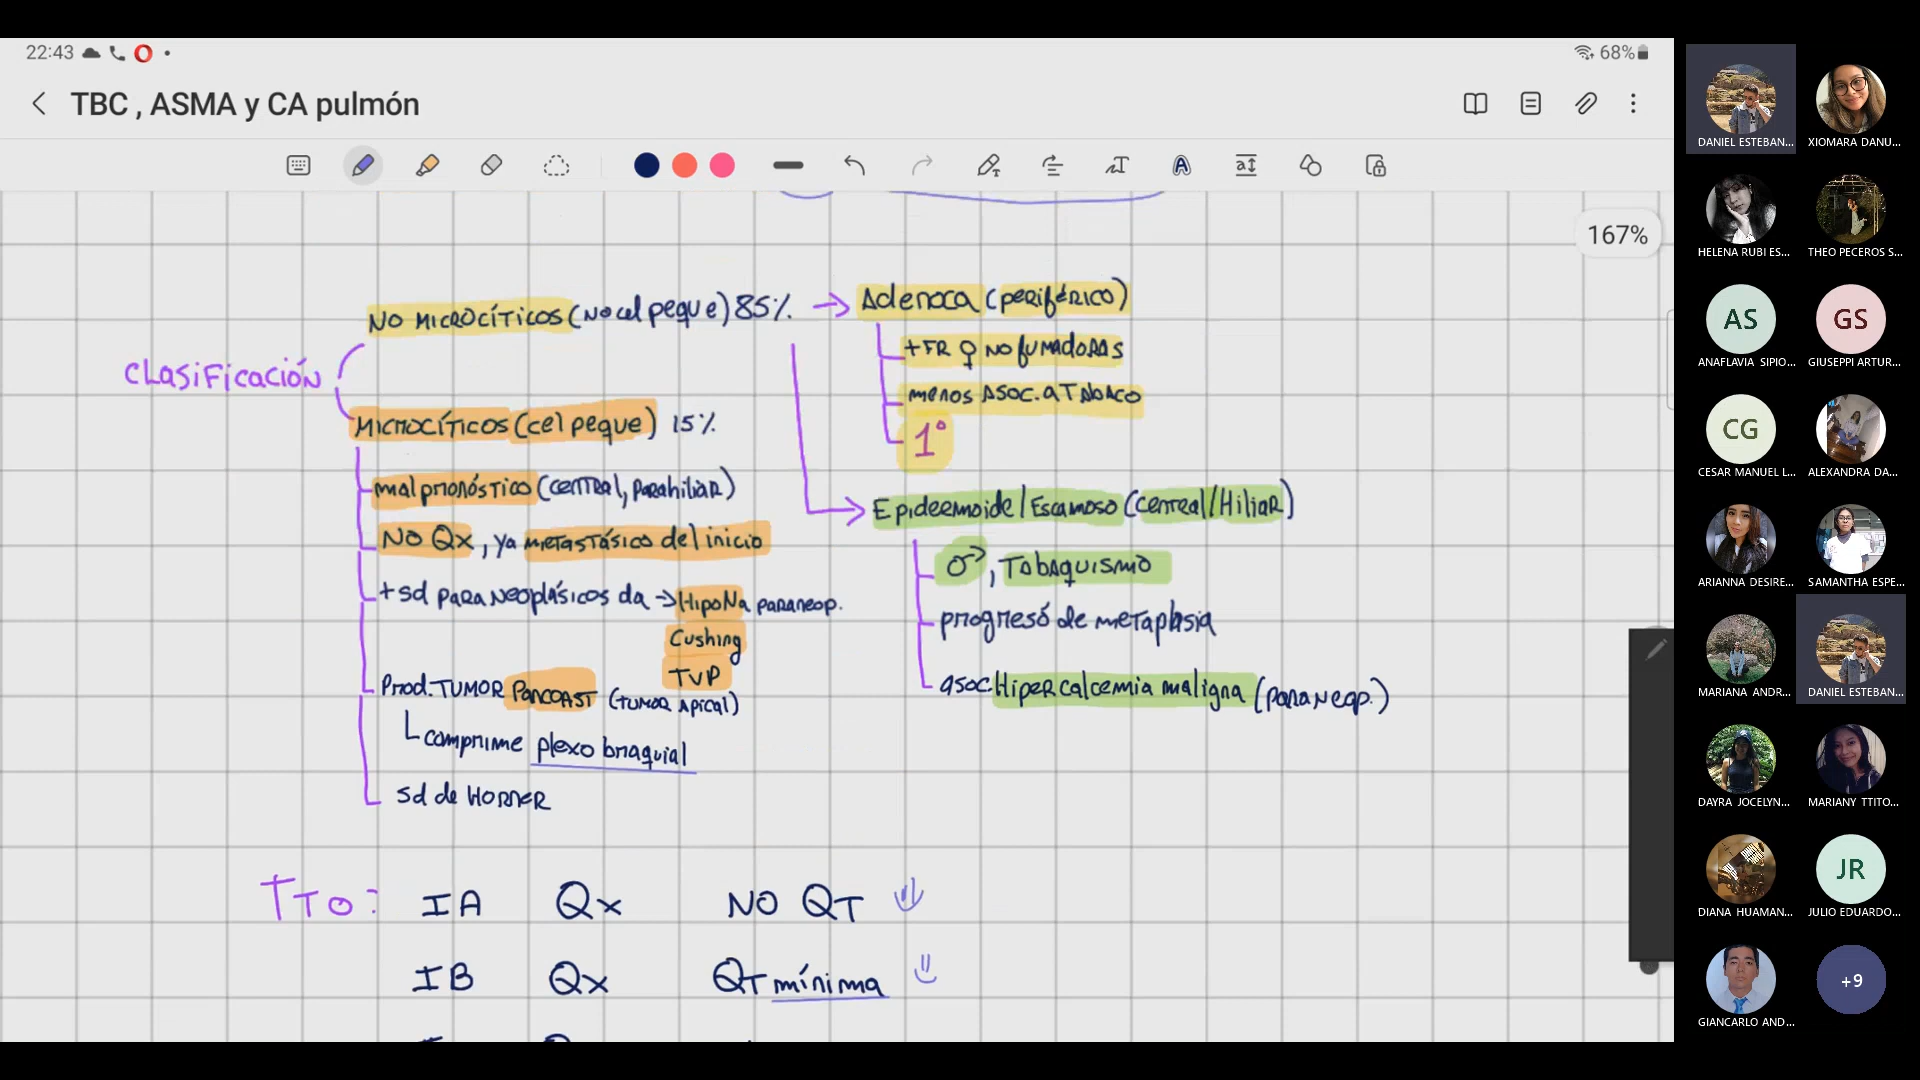 22:43
68%
TBC , ASMA y CA pulmón
167%
Clasificación
NO MICROCÍTICOS (NO cel peque) 85%
MICROCÍTICOS (cel peque) 15%
mal pronóstico (central, parahiliar)
NO Qx, ya metastásico del inicio
+ sd paraneoplásicos da → HipoNa paraneop.
Cushing
TVP
Prod. TUMOR PANCOAST (TUMOR Apical)
comprime plexo braquial
sd de HORNER
→ Adenoca (periférico)
+FR ♀ NO fumadoras
menos Asoc. a Tabaco
1°
Epidermoide/Escamoso (central/Hiliar)
♂, Tabaquismo
progresó de metaplasia
asoc. Hipercalcemia maligna (paraneop.)
TTO:
IA Qx NO QT
IB Qx QT mínima
DANIEL ESTEBAN...
XIOMARA DANU...
HELENA RUBI ES...
THEO PECEROS S...
AS
ANAFLAVIA SIPIO...
GS
GIUSEPPI ARTUR...
CG
CESAR MANUEL L...
ALEXANDRA DA...
ARIANNA DESIRE...
SAMANTHA ESPE...
MARIANA ANDR...
DANIEL ESTEBAN...
DAYRA JOCELYN...
MARIANY TTITO...
DIANA HUAMAN...
JR
JULIO EDUARDO...
GIANCARLO AND...
+9